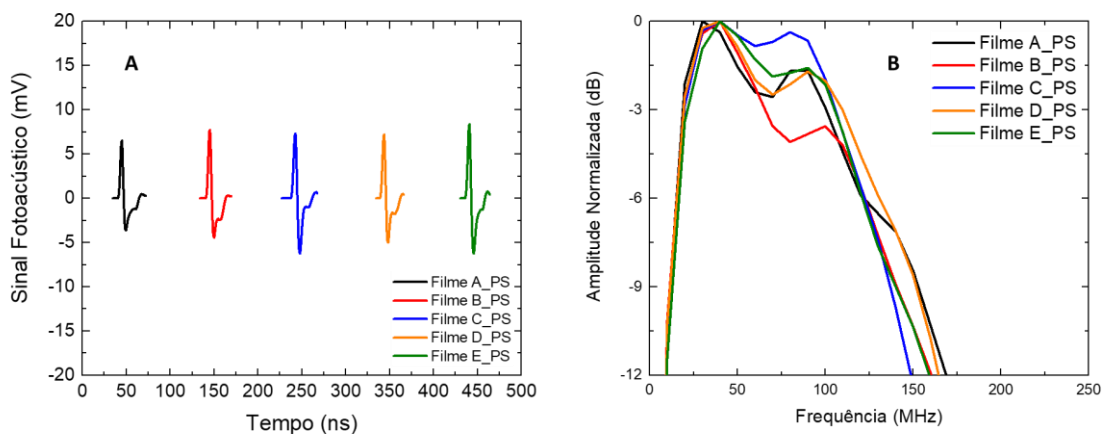 A
Sinal Fotoacústico (mV)
20
15
10
5
0
-5
-10
-15
-20
Filme A_PS
Filme B_PS
Filme C_PS
Filme D_PS
Filme E_PS
0 50 100 150 200 250 300 350 400 450 500
Tempo (ns)
B
Amplitude Normalizada (dB)
0
-3
-6
-9
-12
Filme A_PS
Filme B_PS
Filme C_PS
Filme D_PS
Filme E_PS
0 50 100 150 200 250
Frequência (MHz)